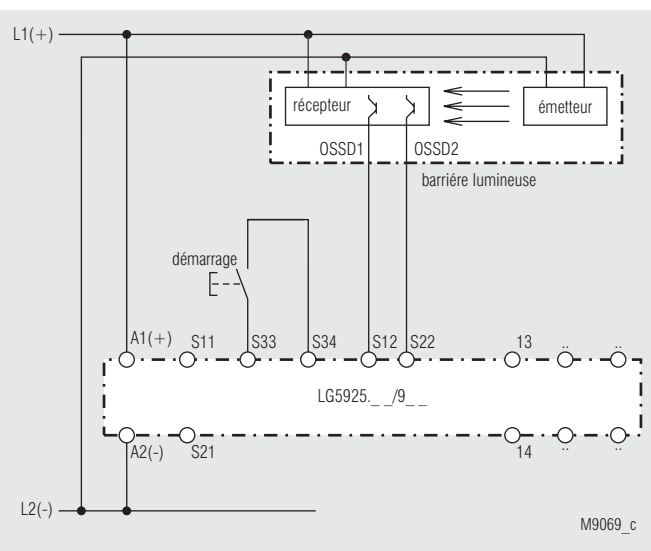 L1(+)
récepteur
émetteur
OSSD1 OSSD2
barriére lumineuse
démarrage
A1(+) S11 S33 S34 S12 S22 13 .. ..
LG5925._ _/9_ _
A2(-) S21 14 .. ..
L2(-)
M9069_c